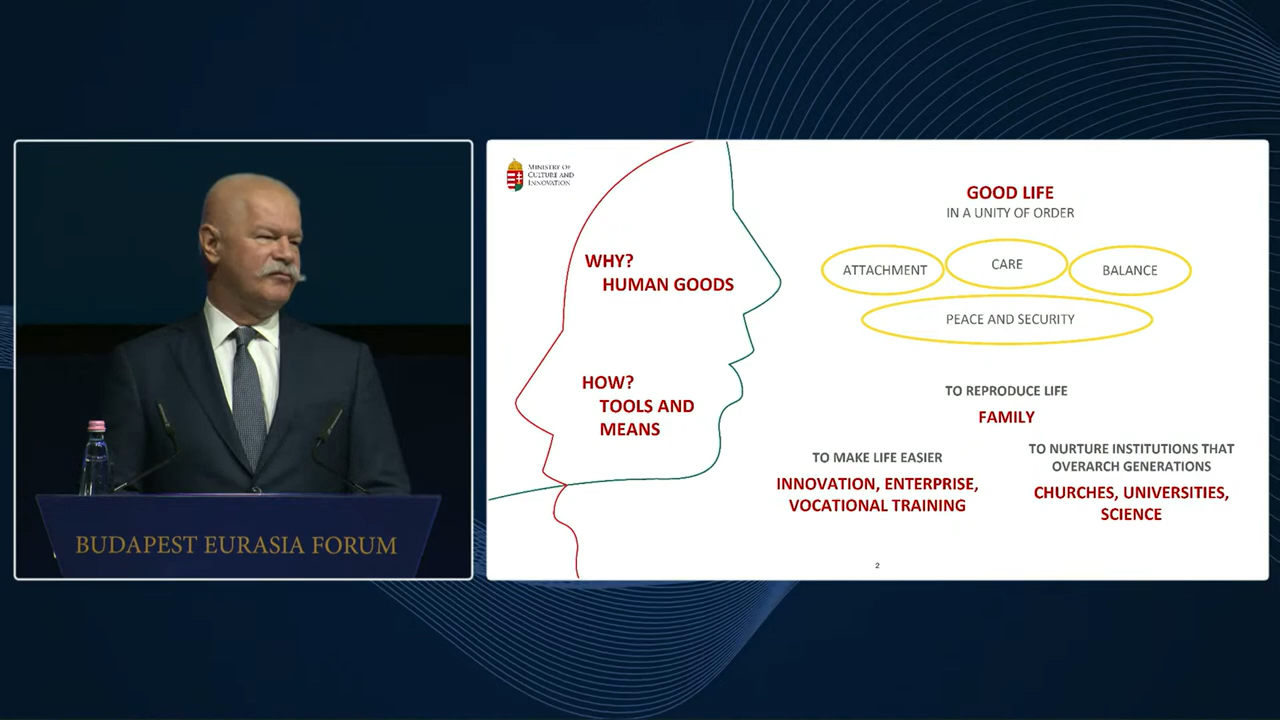 BUDAPEST EURASIA FORUM
MINISTRY OF
CULTURE AND
INNOVATION
WHY?
HUMAN GOODS
HOW?
TOOLS AND
MEANS
GOOD LIFE
IN A UNITY OF ORDER
ATTACHMENT
CARE
BALANCE
PEACE AND SECURITY
TO REPRODUCE LIFE
FAMILY
TO MAKE LIFE EASIER
INNOVATION, ENTERPRISE,
VOCATIONAL TRAINING
TO NURTURE INSTITUTIONS THAT
OVERARCH GENERATIONS
CHURCHES, UNIVERSITIES,
SCIENCE
2